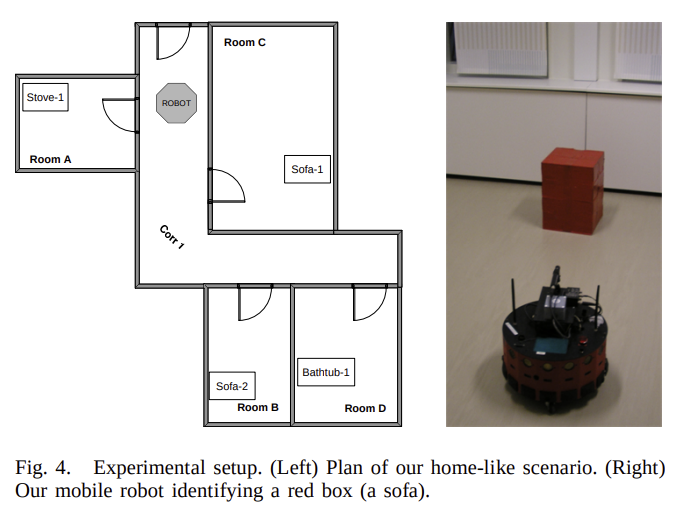 Room C
Stove-1
ROBOT
Room A
Sofa-1
Corr 1
Bathtub-1
Sofa-2
Room B
Room D
Fig. 4. Experimental setup. (Left) Plan of our home-like scenario. (Right)
Our mobile robot identifying a red box (a sofa).